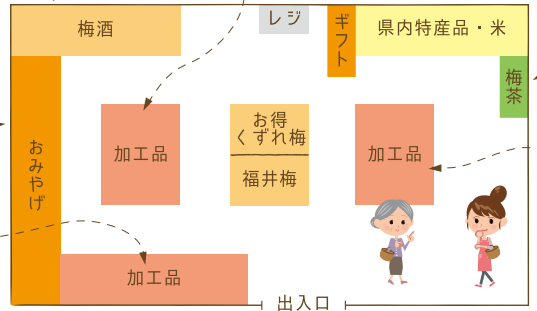 梅酒
レジ
ギフト
県内特産品・米
梅茶
おみやげ
加工品
お得
くずれ梅
福井梅
加工品
加工品
出入口